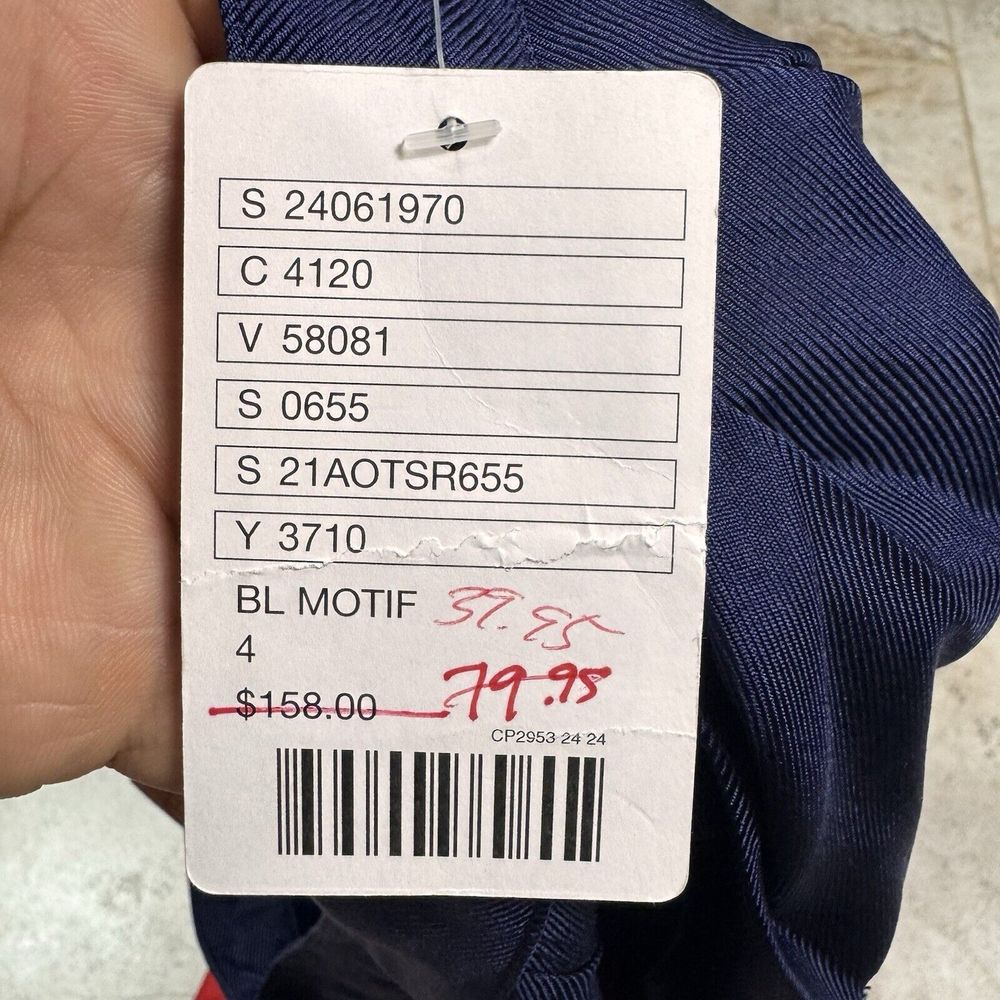 S 24061970
C 4120
V 58081
S 0655
S 21AOTSR655
Y 3710
BL MOTIF 39.95
4
$158.00 79.95
CP2953 24 24